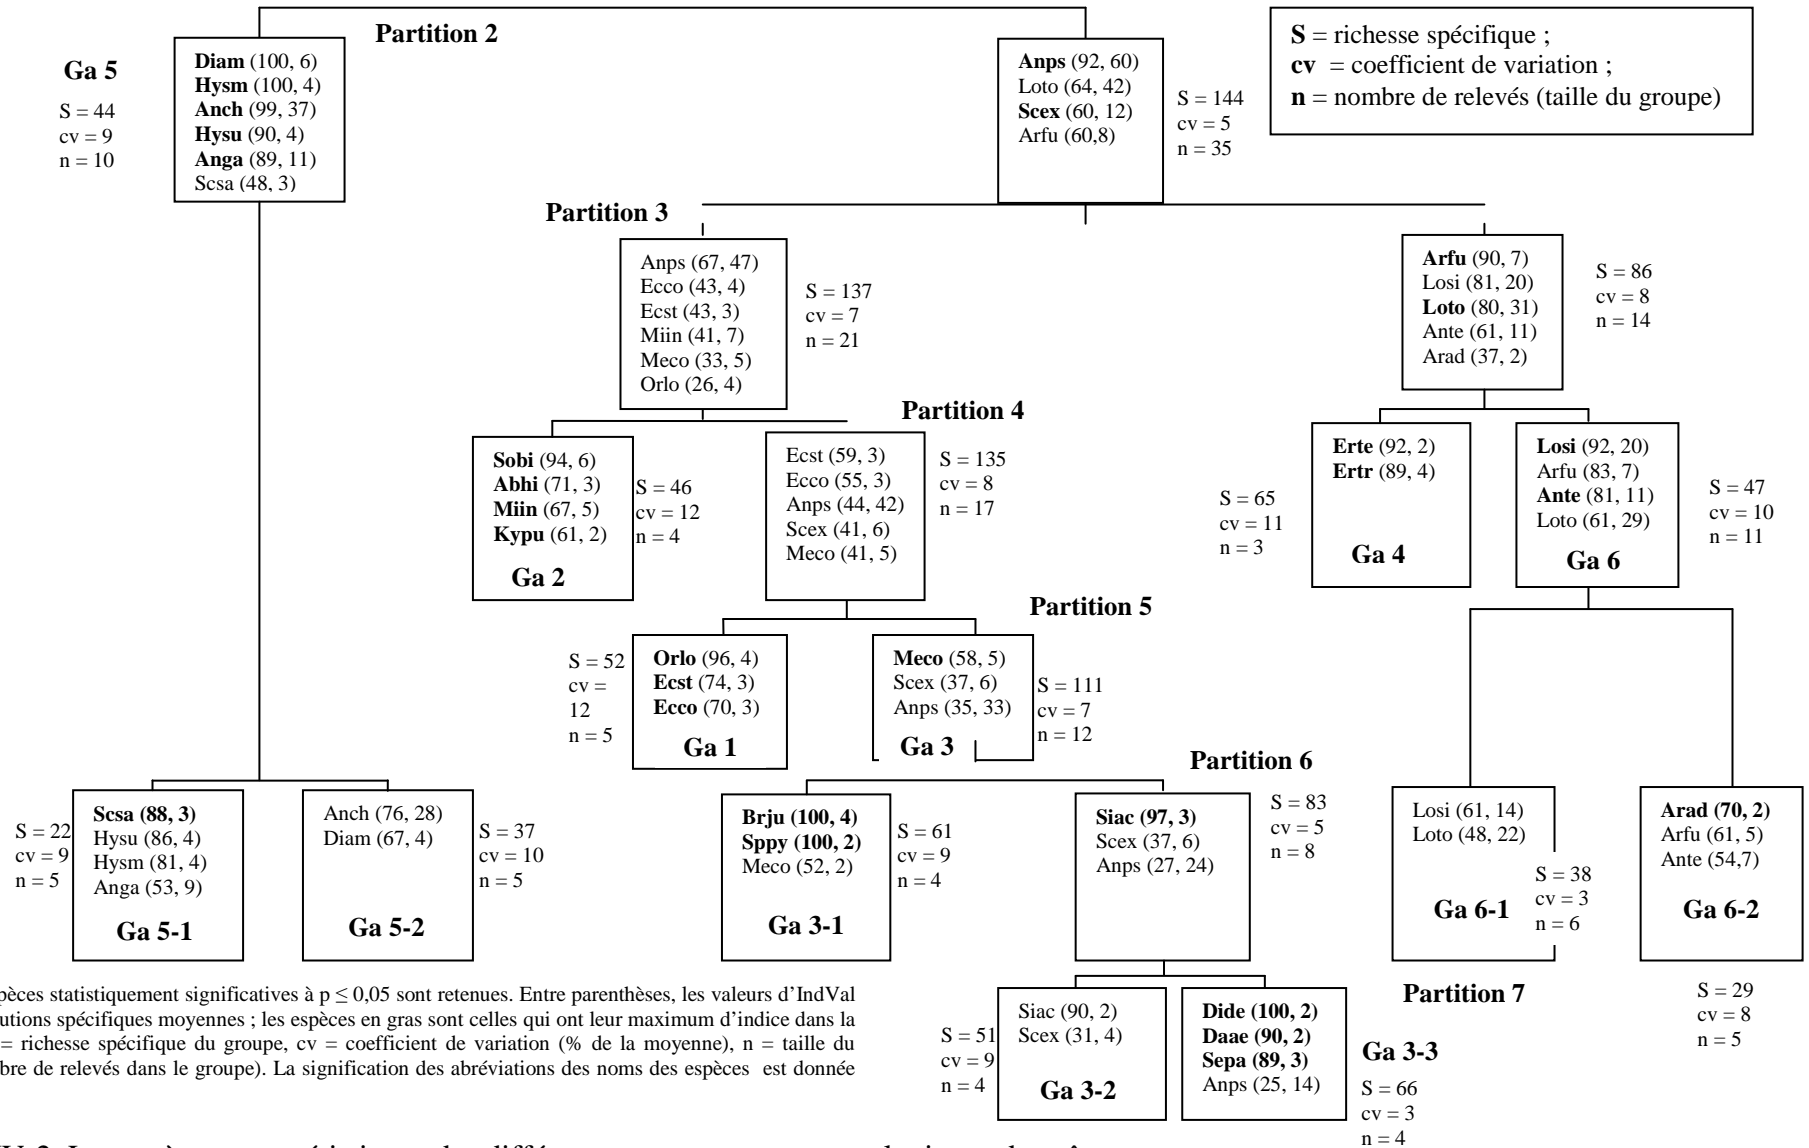 Partition 2
S = richesse spécifique ;
cv = coefficient de variation ;
n = nombre de relevés (taille du groupe)
Ga 5
S = 44
cv = 9
n = 10
Diam (100, 6)
Hysm (100, 4)
Anch (99, 37)
Hysu (90, 4)
Anga (89, 11)
Scsa (48, 3)
Anps (92, 60)
Loto (64, 42)
Scex (60, 12)
Arfu (60,8)
S = 144
cv = 5
n = 35
Partition 3
Anps (67, 47)
Ecco (43, 4)
Ecst (43, 3)
Miin (41, 7)
Meco (33, 5)
Orlo (26, 4)
S = 137
cv = 7
n = 21
Arfu (90, 7)
Losi (81, 20)
Loto (80, 31)
Ante (61, 11)
Arad (37, 2)
S = 86
cv = 8
n = 14
Partition 4
Sobi (94, 6)
Abhi (71, 3)
Miin (67, 5)
Kypu (61, 2)
Ga 2
S = 46
cv = 12
n = 4
Ecst (59, 3)
Ecco (55, 3)
Anps (44, 42)
Scex (41, 6)
Meco (41, 5)
S = 135
cv = 8
n = 17
S = 65
cv = 11
n = 3
Erte (92, 2)
Ertr (89, 4)
Ga 4
Losi (92, 20)
Arfu (83, 7)
Ante (81, 11)
Loto (61, 29)
Ga 6
S = 47
cv = 10
n = 11
Partition 5
S = 52
cv =
12
n = 5
Orlo (96, 4)
Ecst (74, 3)
Ecco (70, 3)
Ga 1
Meco (58, 5)
Scex (37, 6)
Anps (35, 33)
Ga 3
S = 111
cv = 7
n = 12
Partition 6
S = 22
cv = 9
n = 5
Scsa (88, 3)
Hysu (86, 4)
Hysm (81, 4)
Anga (53, 9)
Ga 5-1
Anch (76, 28)
Diam (67, 4)
Ga 5-2
S = 37
cv = 10
n = 5
Brju (100, 4)
Sppy (100, 2)
Meco (52, 2)
Ga 3-1
S = 61
cv = 9
n = 4
Siac (97, 3)
Scex (37, 6)
Anps (27, 24)
S = 83
cv = 5
n = 8
Losi (61, 14)
Loto (48, 22)
Ga 6-1
S = 38
cv = 3
n = 6
Arad (70, 2)
Arfu (61, 5)
Ante (54,7)
Ga 6-2
S = 29
cv = 8
n = 5
Partition 7
S = 51
cv = 9
n = 4
Siac (90, 2)
Scex (31, 4)
Ga 3-2
Dide (100, 2)
Daae (90, 2)
Sepa (89, 3)
Anps (25, 14)
Ga 3-3
S = 66
cv = 3
n = 4
pèces statistiquement significatives à p ≤ 0,05 sont retenues. Entre parenthèses, les valeurs d'IndVal
utions spécifiques moyennes ; les espèces en gras sont celles qui ont leur maximum d'indice dans la
= richesse spécifique du groupe, cv = coefficient de variation (% de la moyenne), n = taille du
bre de relevés dans le groupe). La signification des abréviations des noms des espèces est donnée